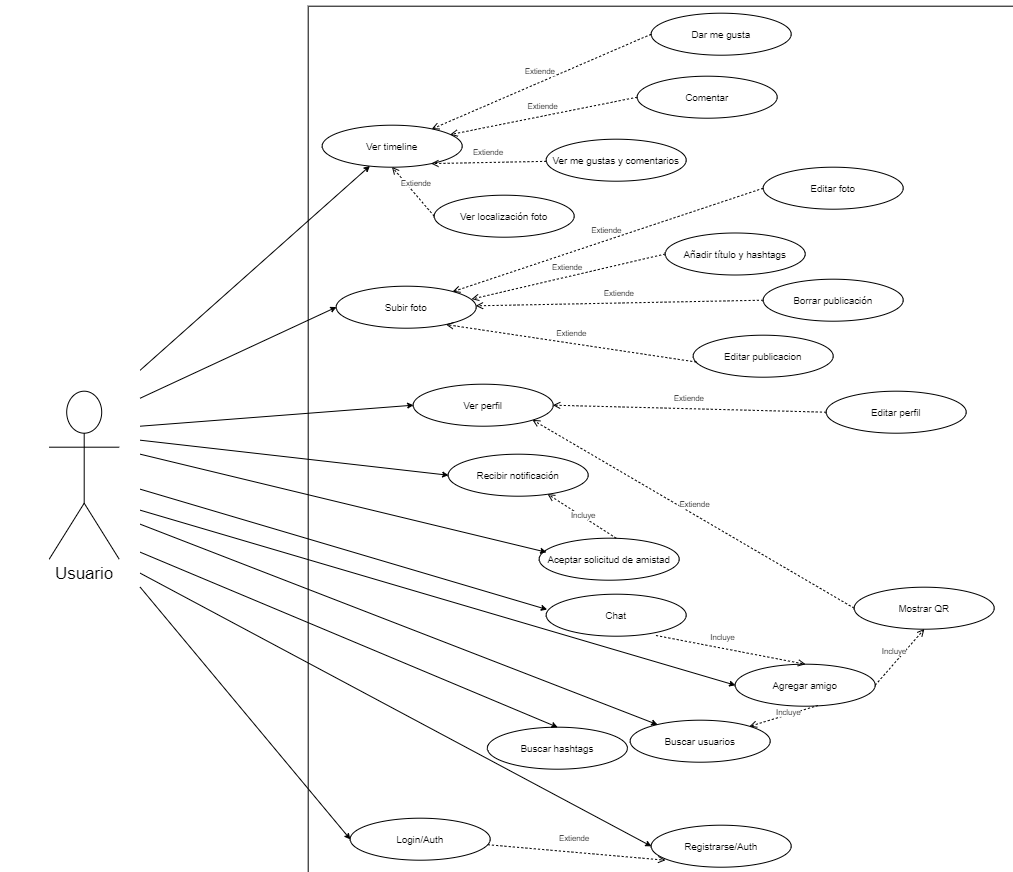 Dar me gusta
Extiende
Comentar
Extiende
Ver timeline
Extiende
Ver me gustas y comentarios
Extiende
Ver localización foto
Editar foto
Extiende
Añadir título y hashtags
Extiende
Extiende
Borrar publicación
Subir foto
Extiende
Editar publicacion
Ver perfil
Extiende
Editar perfil
Recibir notificación
Extiende
Incluye
Aceptar solicitud de amistad
Usuario
Chat
Mostrar QR
Incluye
Incluye
Agregar amigo
Incluye
Buscar hashtags
Buscar usuarios
Login/Auth
Extiende
Registrarse/Auth